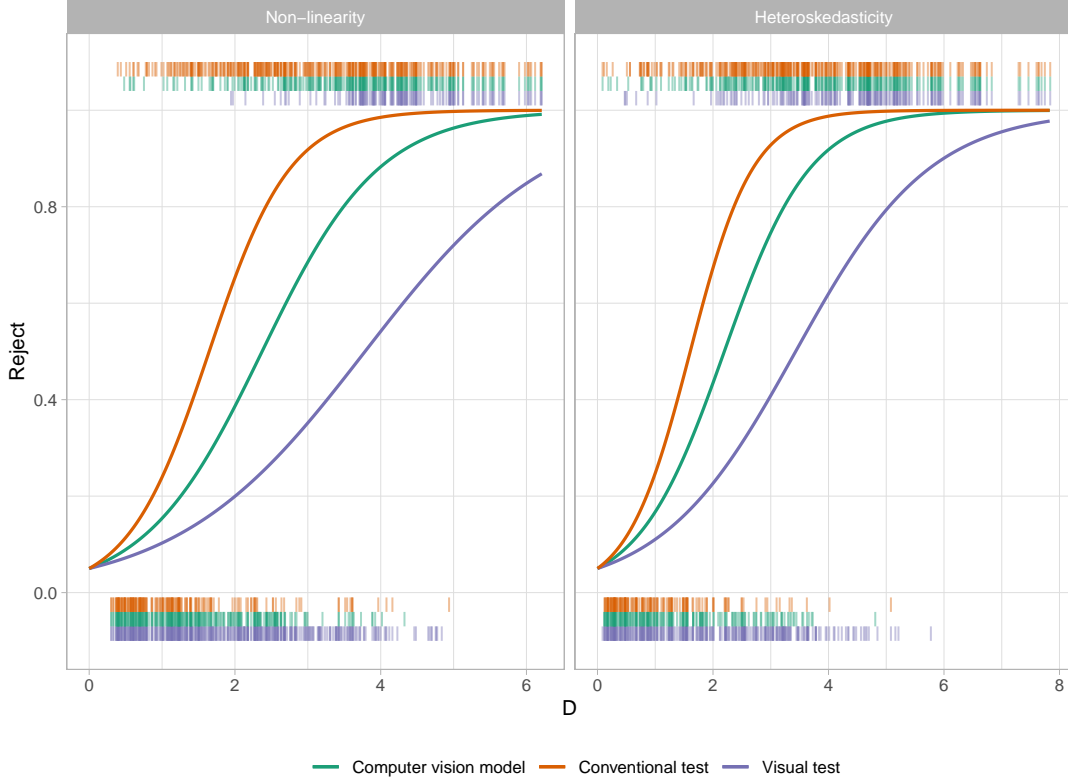 Non−linearity
Heteroskedasticity
Reject
0.8
0.4
0.0
0 2 4 6
0 2 4 6 8
D
Computer vision model Conventional test Visual test